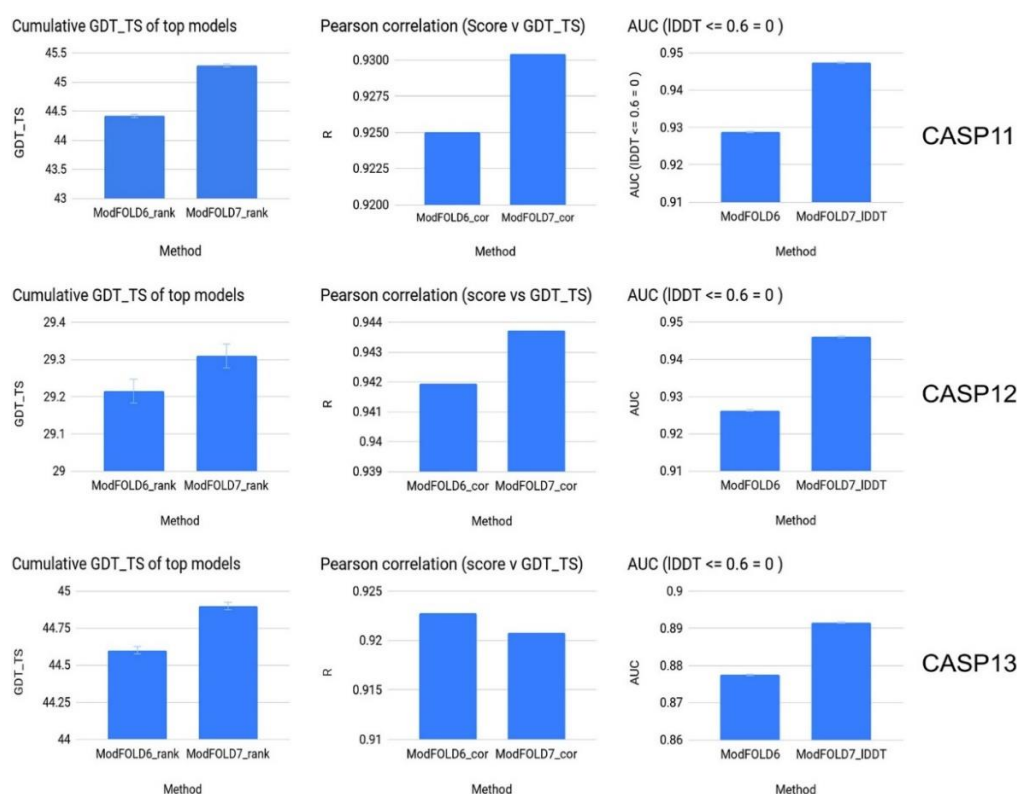 Cumulative GDT_TS of top models
45.5
45
44.5
44
43.5
43
GDT_TS
ModFOLD6_rank ModFOLD7_rank
Method
Pearson correlation (Score v GDT_TS)
0.9300
0.9275
0.9250
0.9225
0.9200
R
ModFOLD6_cor ModFOLD7_cor
Method
AUC (lDDT <= 0.6 = 0 )
0.95
0.94
0.93
0.92
0.91
AUC (lDDT <= 0.6 = 0 )
ModFOLD6 ModFOLD7_lDDT
Method
CASP11
Cumulative GDT_TS of top models
29.4
29.3
29.2
29.1
29
GDT_TS
ModFOLD6_rank ModFOLD7_rank
Method
Pearson correlation (score vs GDT_TS)
0.944
0.943
0.942
0.941
0.94
0.939
R
ModFOLD6_cor ModFOLD7_cor
Method
AUC (lDDT <= 0.6 = 0 )
0.95
0.94
0.93
0.92
0.91
AUC
ModFOLD6 ModFOLD7_lDDT
Method
CASP12
Cumulative GDT_TS of top models
45
44.75
44.5
44.25
44
GDT_TS
ModFOLD6_rank ModFOLD7_rank
Method
Pearson correlation (score v GDT_TS)
0.925
0.92
0.915
0.91
R
ModFOLD6_cor ModFOLD7_cor
Method
AUC (lDDT <= 0.6 = 0 )
0.9
0.89
0.88
0.87
0.86
AUC
ModFOLD6 ModFOLD7_lDDT
Method
CASP13